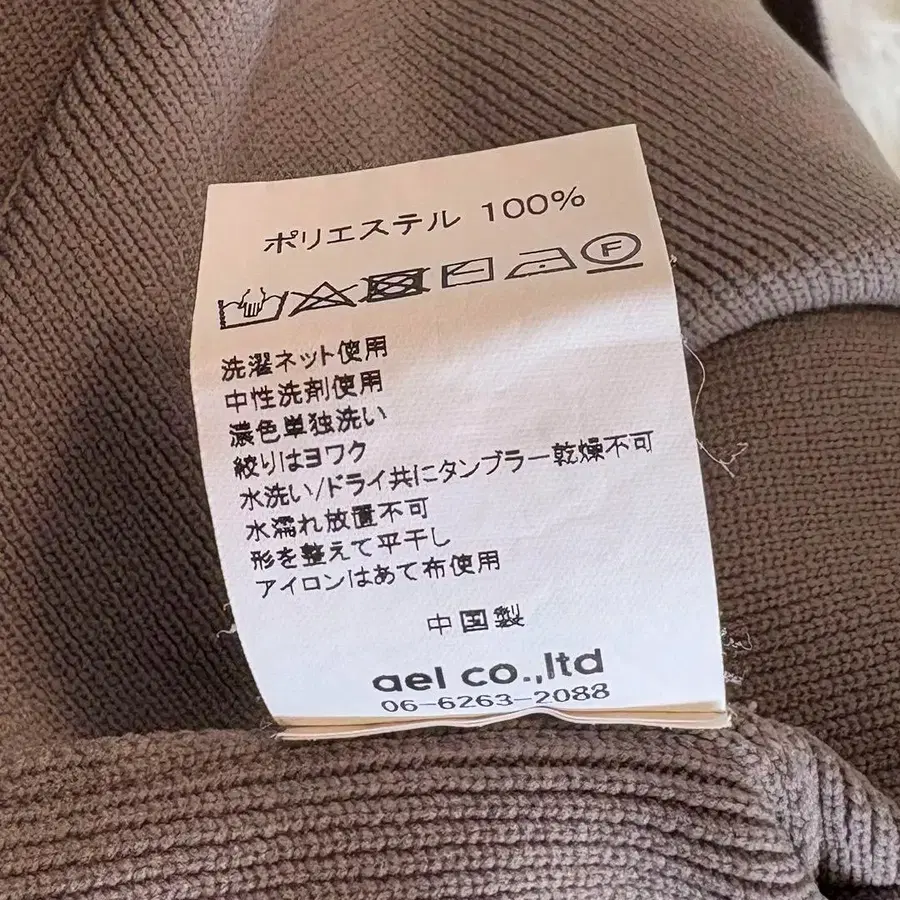 ポリエステル 100%
F
洗濯ネット使用
中性洗剤使用
濃色単独洗い
絞りはヨワク
水洗い/ドライ共にタンブラー乾燥不可
水濡れ放置不可
形を整えて平干し
アイロンはあて布使用
中国製
ael co.,ltd
06-6263-2088